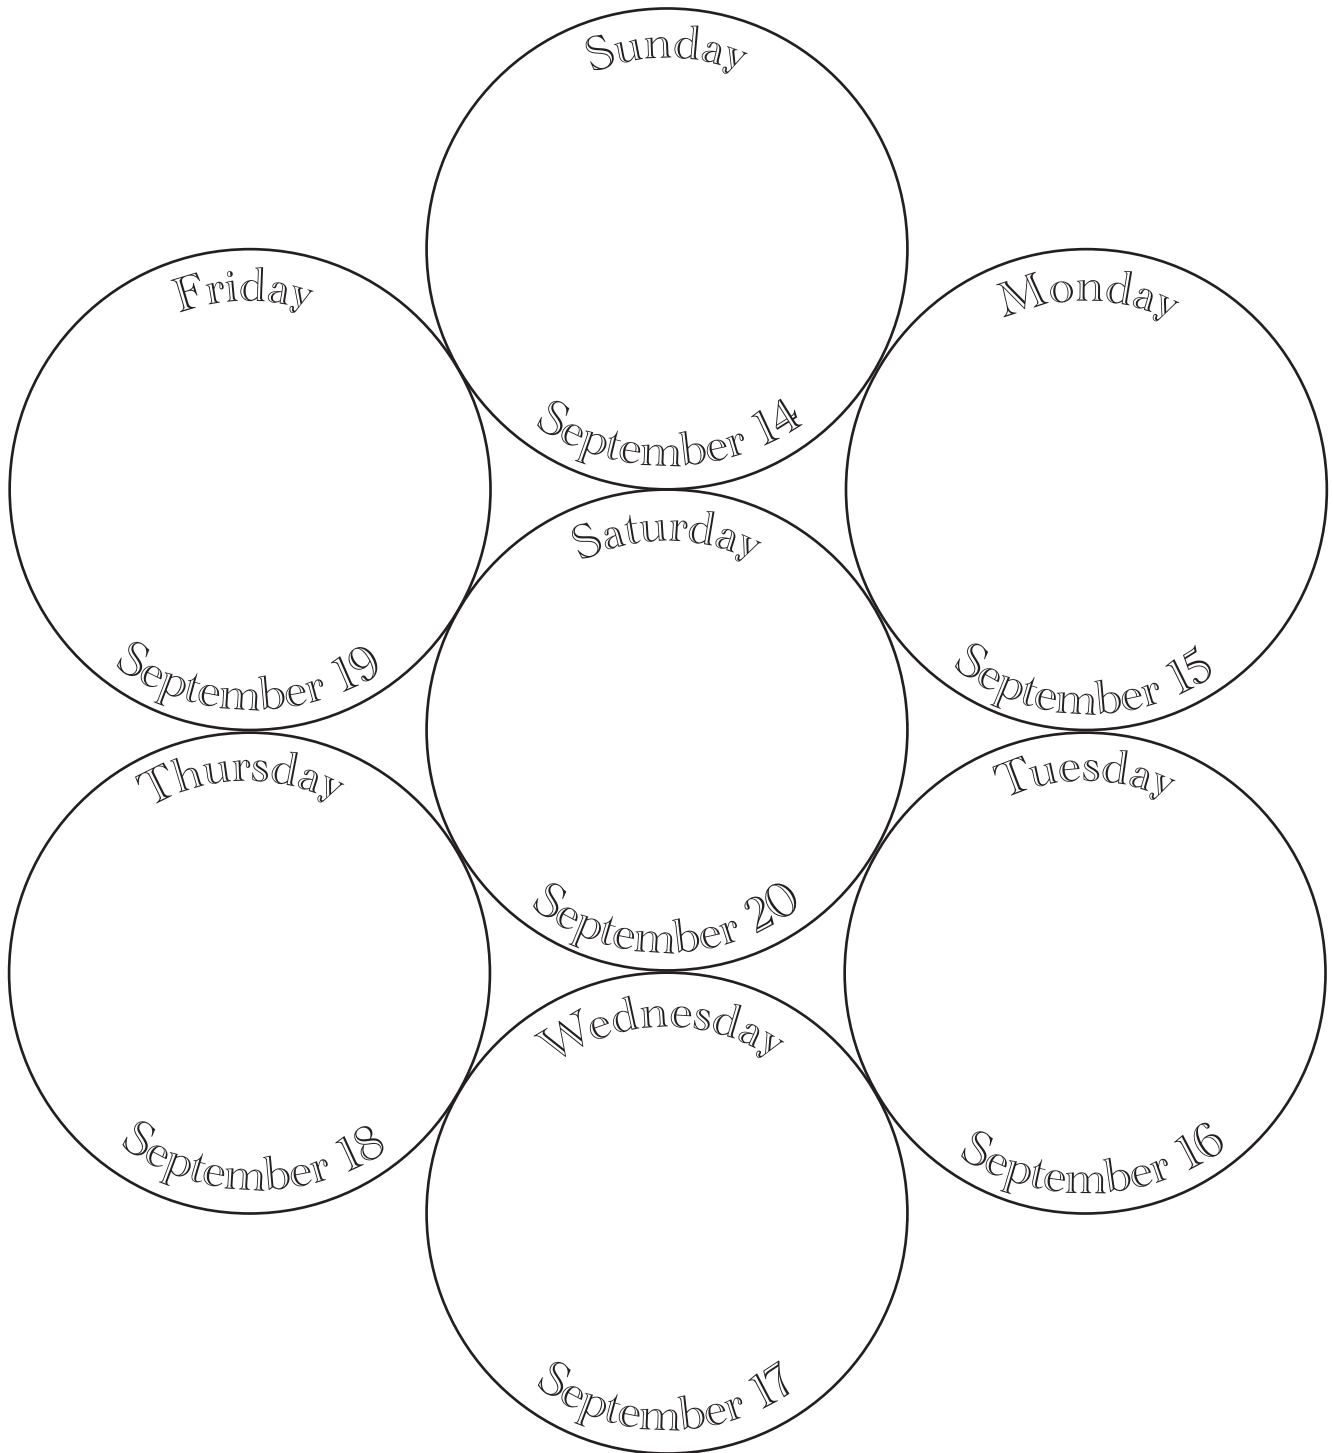 Sunday
September 14
Friday
September 19
Monday
September 15
Saturday
September 20
Thursday
September 18
Tuesday
September 16
Wednesday
September 17